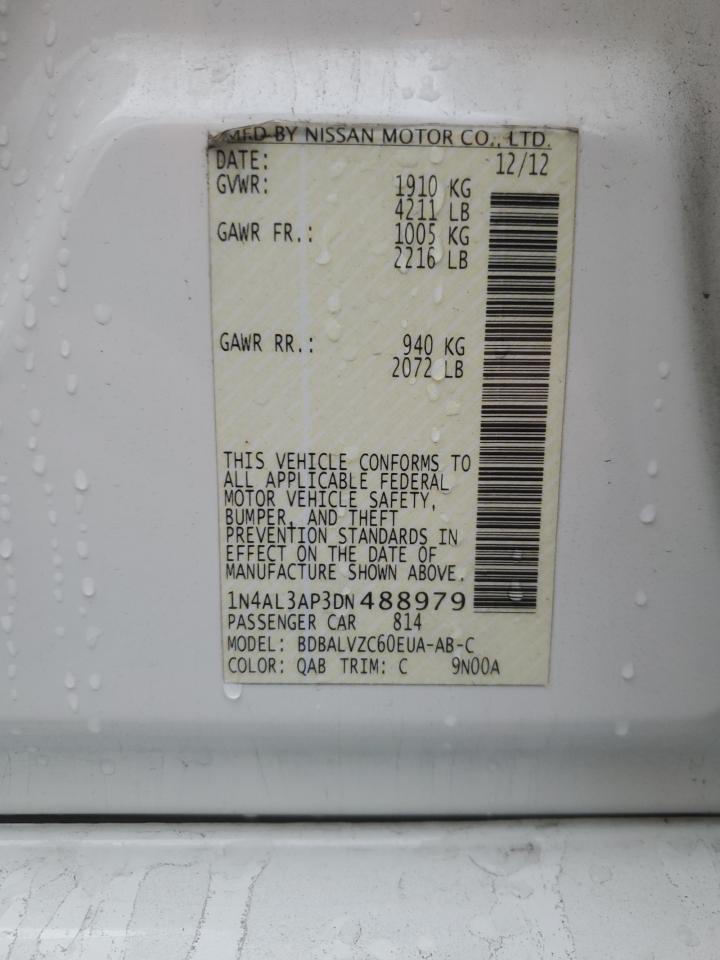 MFD BY NISSAN MOTOR CO., LTD.
DATE: 12/12
GVWR: 1910 KG
4211 LB
GAWR FR.: 1005 KG
2216 LB
GAWR RR.: 940 KG
2072 LB
THIS VEHICLE CONFORMS TO
ALL APPLICABLE FEDERAL
MOTOR VEHICLE SAFETY,
BUMPER, AND THEFT
PREVENTION STANDARDS IN
EFFECT ON THE DATE OF
MANUFACTURE SHOWN ABOVE.
1N4AL3AP3DN488979
PASSENGER CAR 814
MODEL: BDBALVZC60EUA-AB-C
COLOR: QAB TRIM: C 9N00A